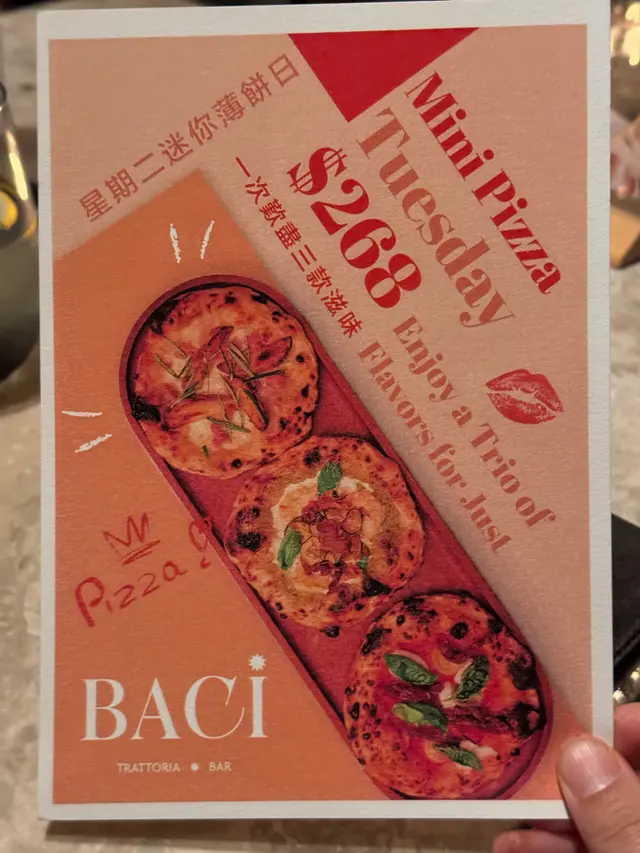 星期二迷你薄餅日
Mini Pizza
Tuesday
$268
一次歎盡三款滋味
Enjoy a Trio of
Flavors for Just
Pizza
BACi
TRATTORIA BAR